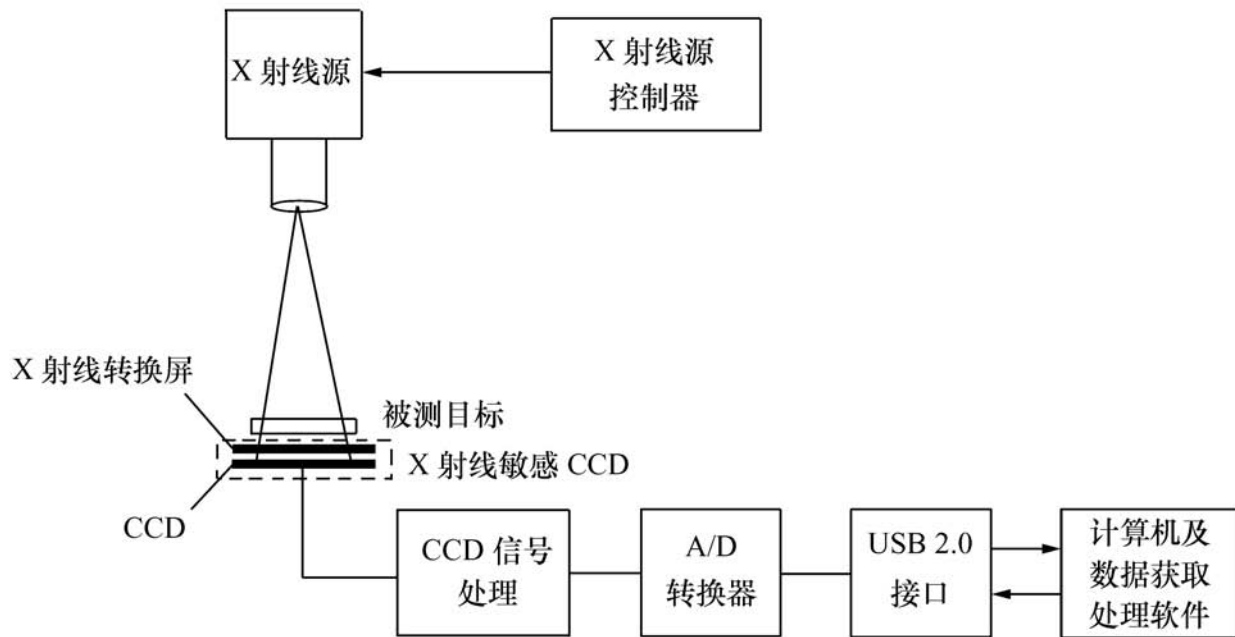 X 射线源
X 射线源
控制器
X 射线转换屏
被测目标
X 射线敏感 CCD
CCD
CCD 信号
处理
A/D
转换器
USB 2.0
接口
计算机及
数据获取
处理软件